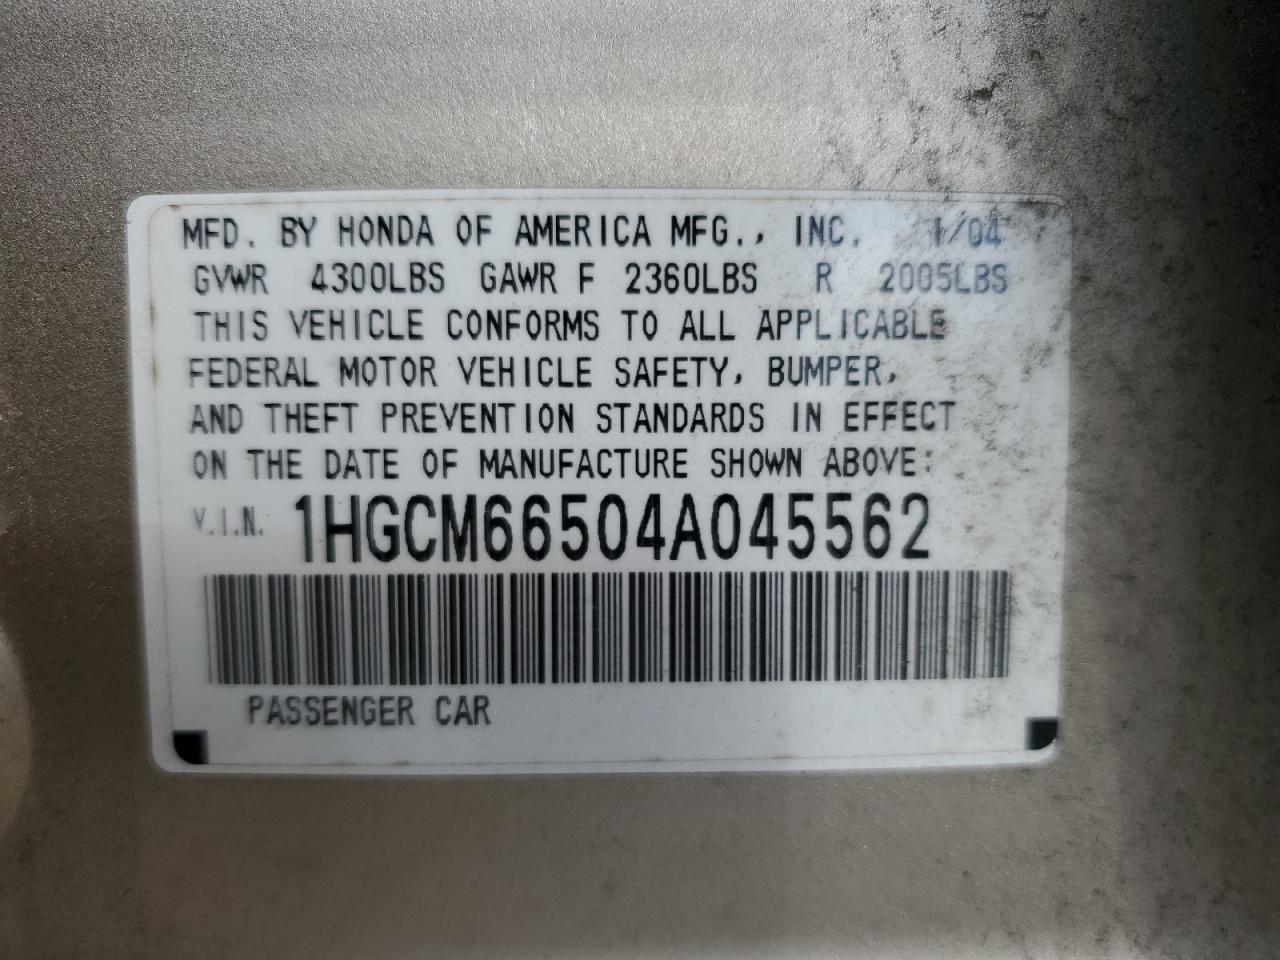 MFD. BY HONDA OF AMERICA MFG., INC. 1/04
GVWR 4300LBS GAWR F 2360LBS R 2005LBS
THIS VEHICLE CONFORMS TO ALL APPLICABLE
FEDERAL MOTOR VEHICLE SAFETY, BUMPER,
AND THEFT PREVENTION STANDARDS IN EFFECT
ON THE DATE OF MANUFACTURE SHOWN ABOVE:
V.I.N. 1HGCM66504A045562
PASSENGER CAR